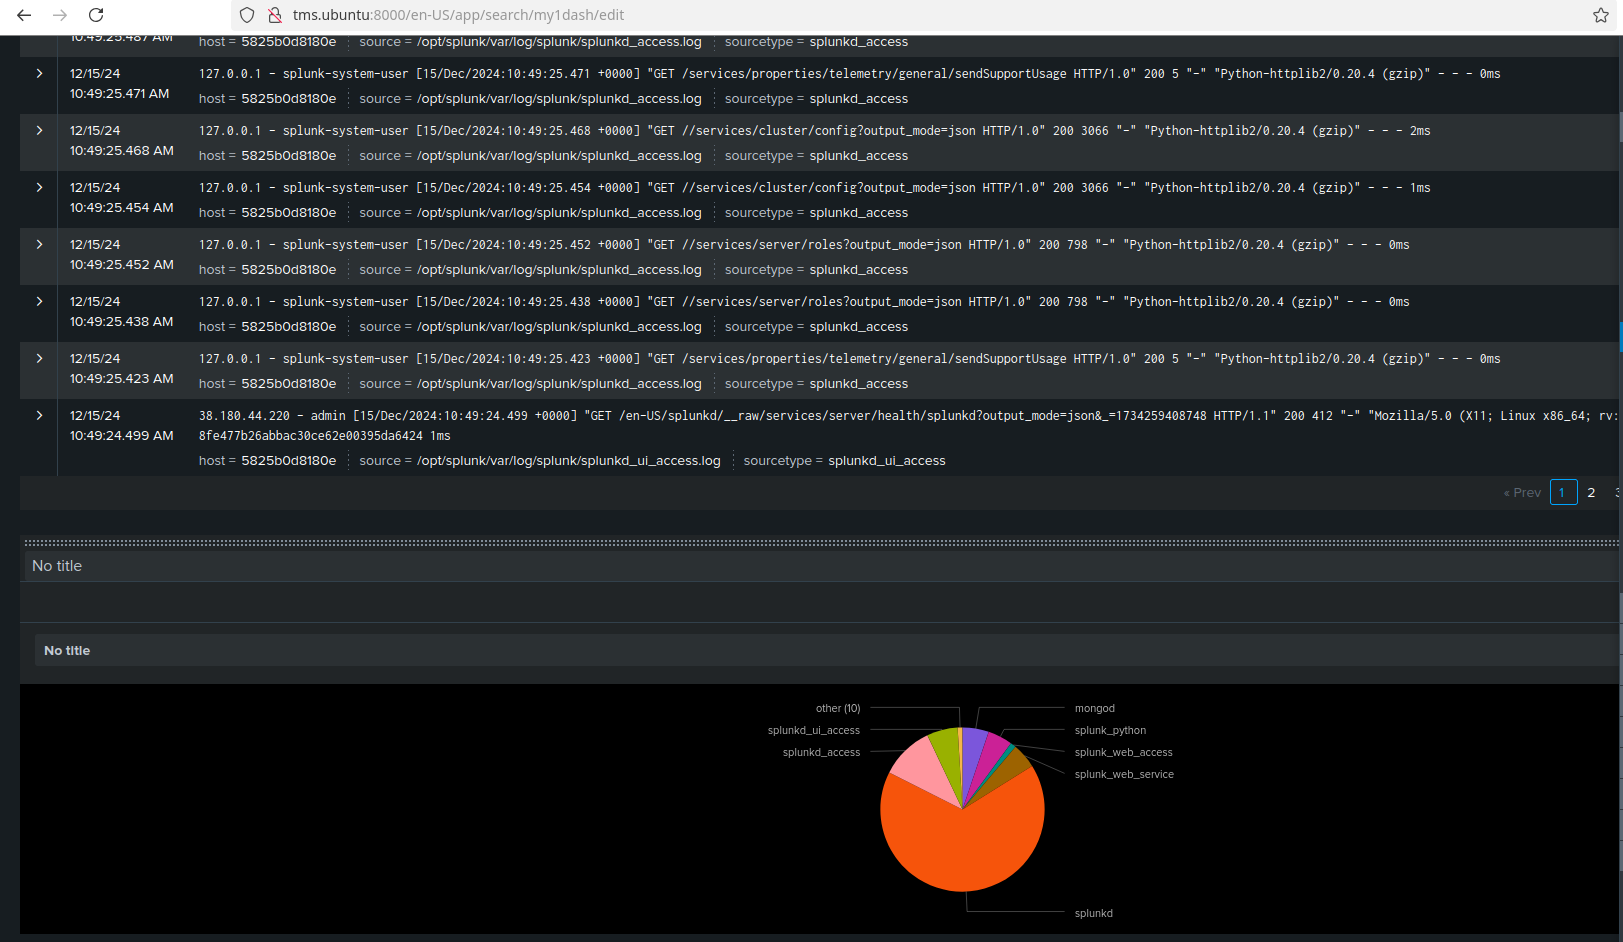 tms.ubuntu:8000/en-US/app/search/my1dash/edit
10:49:25.487 AM
host = 5825b0d8180e source = /opt/splunk/var/log/splunk/splunkd_access.log sourcetype = splunkd_access
12/15/24 127.0.0.1 - splunk-system-user [15/Dec/2024:10:49:25.471 +0000] "GET /services/properties/telemetry/general/sendSupportUsage HTTP/1.0" 200 5 "-" "Python-httplib2/0.20.4 (gzip)" - - - 0ms
10:49:25.471 AM
host = 5825b0d8180e source = /opt/splunk/var/log/splunk/splunkd_access.log sourcetype = splunkd_access
12/15/24 127.0.0.1 - splunk-system-user [15/Dec/2024:10:49:25.468 +0000] "GET //services/cluster/config?output_mode=json HTTP/1.0" 200 3066 "-" "Python-httplib2/0.20.4 (gzip)" - - - 2ms
10:49:25.468 AM
host = 5825b0d8180e source = /opt/splunk/var/log/splunk/splunkd_access.log sourcetype = splunkd_access
12/15/24 127.0.0.1 - splunk-system-user [15/Dec/2024:10:49:25.454 +0000] "GET //services/cluster/config?output_mode=json HTTP/1.0" 200 3066 "-" "Python-httplib2/0.20.4 (gzip)" - - - 1ms
10:49:25.454 AM
host = 5825b0d8180e source = /opt/splunk/var/log/splunk/splunkd_access.log sourcetype = splunkd_access
12/15/24 127.0.0.1 - splunk-system-user [15/Dec/2024:10:49:25.452 +0000] "GET //services/server/roles?output_mode=json HTTP/1.0" 200 798 "-" "Python-httplib2/0.20.4 (gzip)" - - - 0ms
10:49:25.452 AM
host = 5825b0d8180e source = /opt/splunk/var/log/splunk/splunkd_access.log sourcetype = splunkd_access
12/15/24 127.0.0.1 - splunk-system-user [15/Dec/2024:10:49:25.438 +0000] "GET //services/server/roles?output_mode=json HTTP/1.0" 200 798 "-" "Python-httplib2/0.20.4 (gzip)" - - - 0ms
10:49:25.438 AM
host = 5825b0d8180e source = /opt/splunk/var/log/splunk/splunkd_access.log sourcetype = splunkd_access
12/15/24 127.0.0.1 - splunk-system-user [15/Dec/2024:10:49:25.423 +0000] "GET /services/properties/telemetry/general/sendSupportUsage HTTP/1.0" 200 5 "-" "Python-httplib2/0.20.4 (gzip)" - - - 0ms
10:49:25.423 AM
host = 5825b0d8180e source = /opt/splunk/var/log/splunk/splunkd_access.log sourcetype = splunkd_access
12/15/24 38.180.44.220 - admin [15/Dec/2024:10:49:24.499 +0000] "GET /en-US/splunkd/__raw/services/server/health/splunkd?output_mode=json&_=1734259408748 HTTP/1.1" 200 412 "-" "Mozilla/5.0 (X11; Linux x86_64; rv:
10:49:24.499 AM 8fe477b26abbac30ce62e00395da6424 1ms
host = 5825b0d8180e source = /opt/splunk/var/log/splunk/splunkd_ui_access.log sourcetype = splunkd_ui_access
« Prev 1 2
No title
No title
other (10) mongod
splunkd_ui_access splunk_python
splunkd_access splunk_web_access
splunk_web_service
splunkd